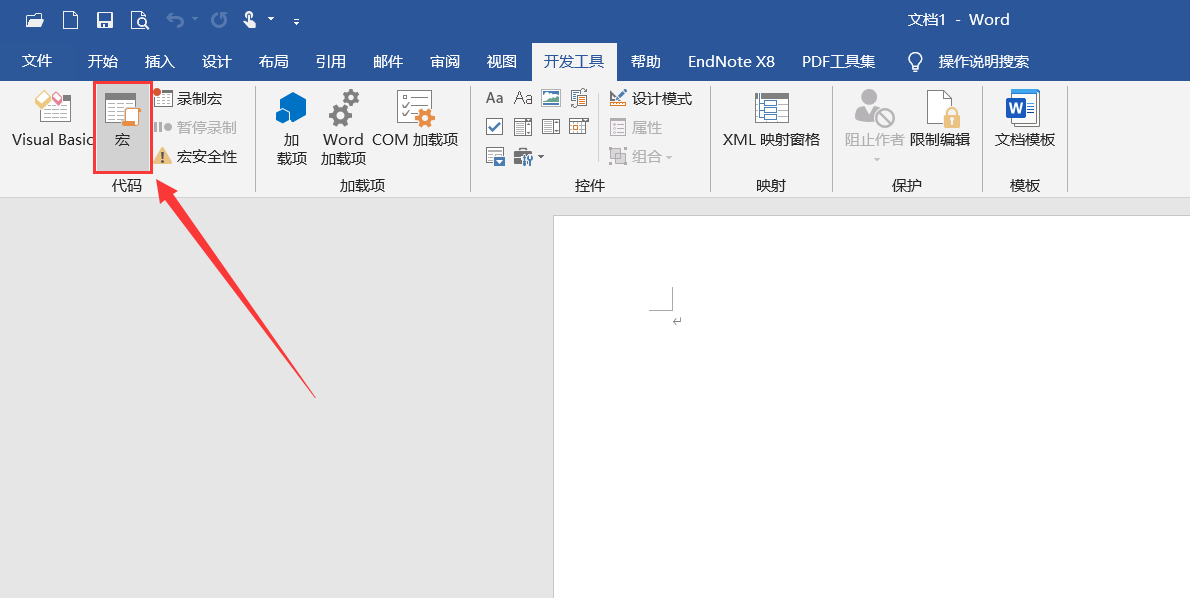 文档1 - Word
文件 开始 插入 设计 布局 引用 邮件 审阅 视图 开发工具 帮助 EndNote X8 PDF工具集 操作说明搜索
Visual Basic
宏
录制宏
暂停录制
宏安全性
代码
加
载项
Word
加载项
COM 加载项
加载项
Aa Aa
设计模式
属性
组合
控件
XML 映射窗格
映射
阻止作者
限制编辑
保护
文档模板
模板